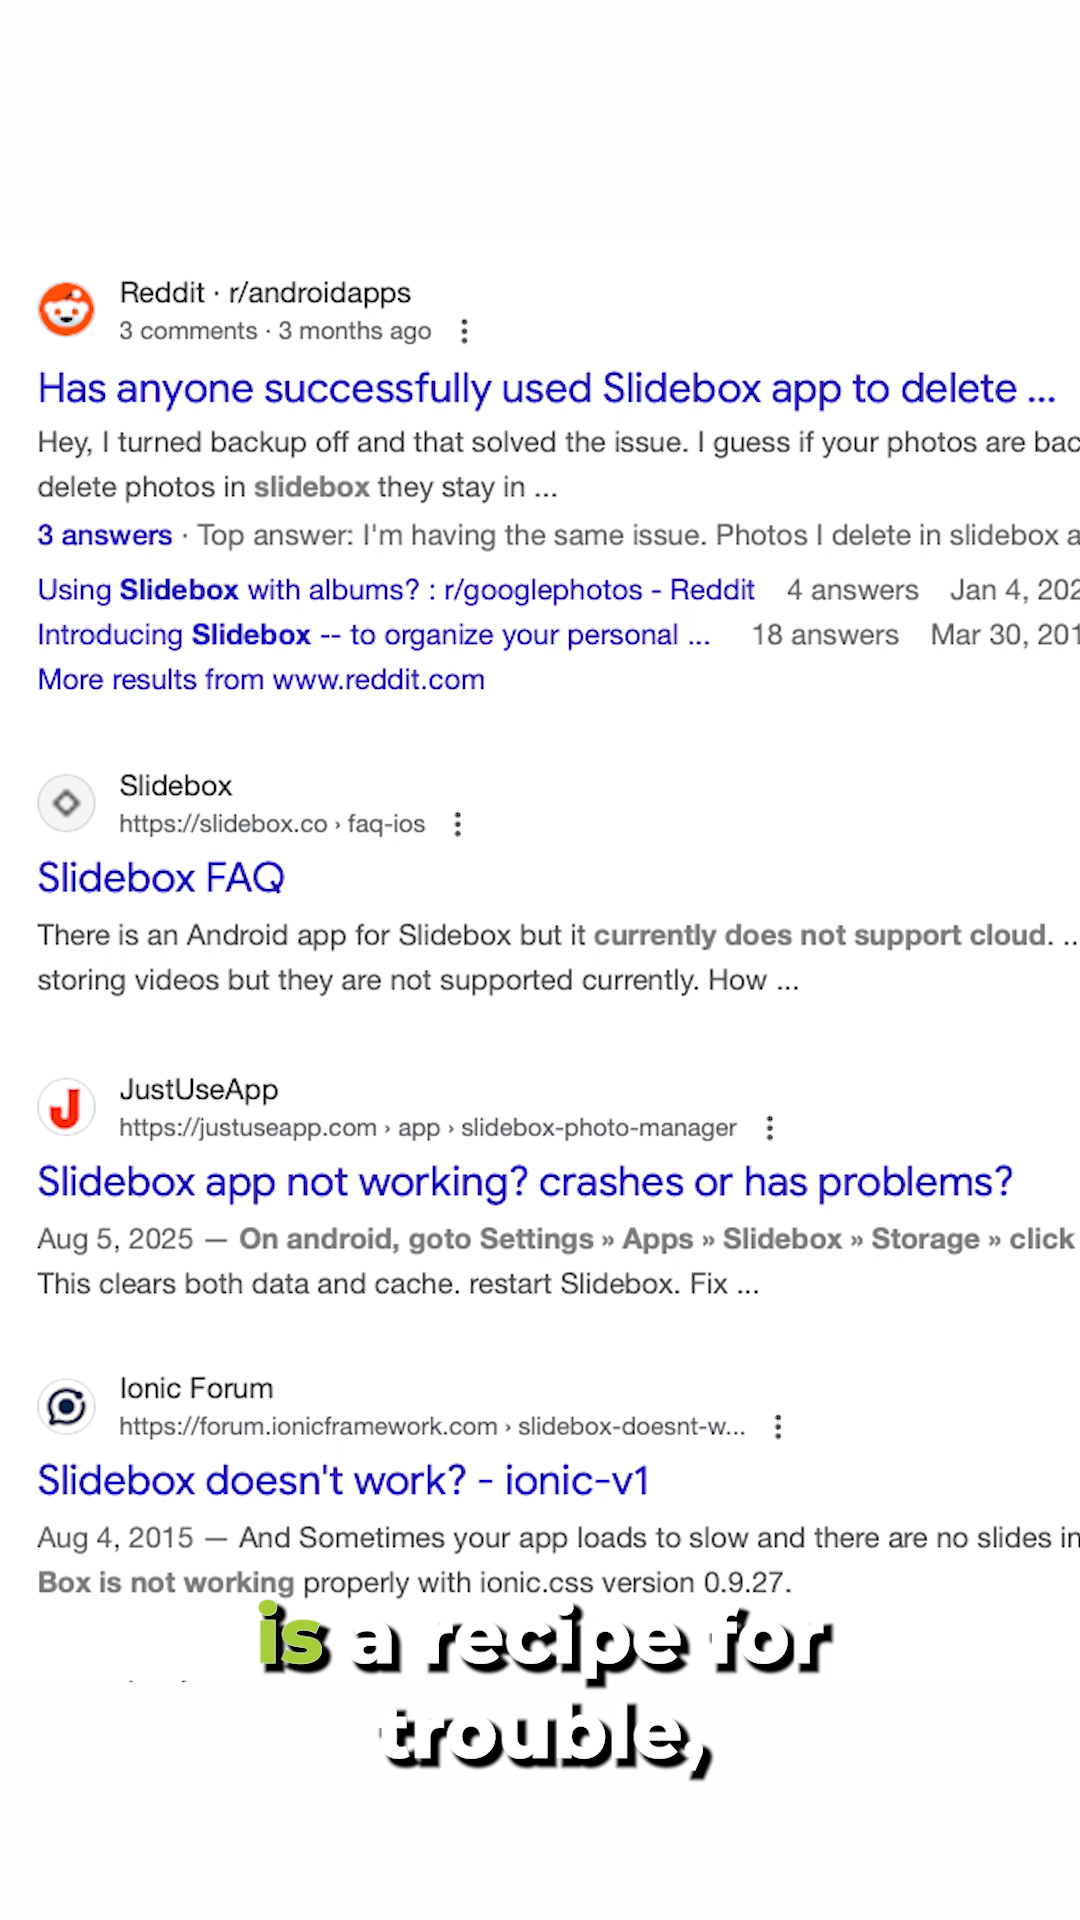 Reddit · r/androidapps
3 comments · 3 months ago
Has anyone successfully used Slidebox app to delete ...
Hey, I turned backup off and that solved the issue. I guess if your photos are bac
delete photos in slidebox they stay in ...
3 answers · Top answer: I'm having the same issue. Photos I delete in slidebox a
Using Slidebox with albums? : r/googlephotos - Reddit 4 answers Jan 4, 202
Introducing Slidebox -- to organize your personal ... 18 answers Mar 30, 201
More results from www.reddit.com
Slidebox
https://slidebox.co › faq-ios
Slidebox FAQ
There is an Android app for Slidebox but it currently does not support cloud. ..
storing videos but they are not supported currently. How ...
JustUseApp
https://justuseapp.com › app › slidebox-photo-manager
Slidebox app not working? crashes or has problems?
Aug 5, 2025 — On android, goto Settings » Apps » Slidebox » Storage » click
This clears both data and cache. restart Slidebox. Fix ...
Ionic Forum
https://forum.ionicframework.com › slidebox-doesnt-w...
Slidebox doesn't work? - ionic-v1
Aug 4, 2015 — And Sometimes your app loads to slow and there are no slides in
Box is not working properly with ionic.css version 0.9.27.
is a recipe for
trouble,